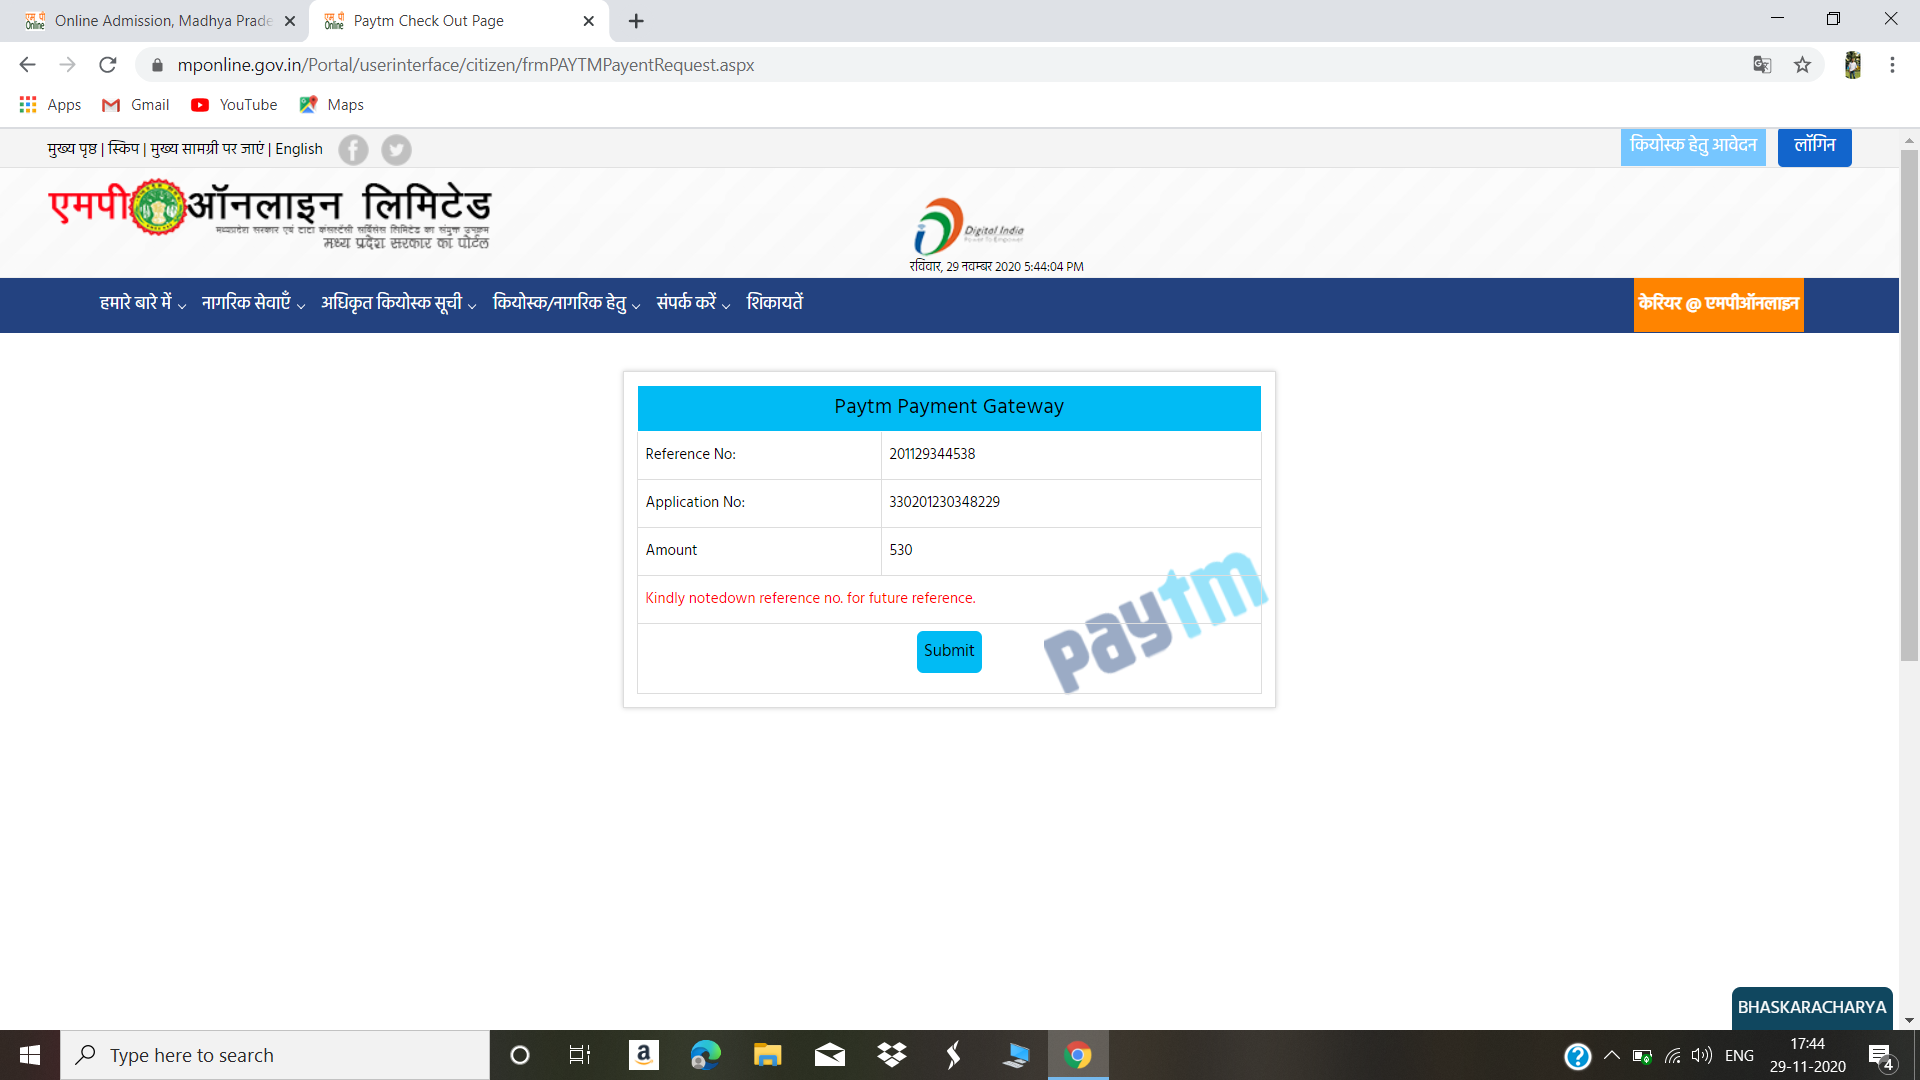 Online Admission, Madhya Prade
Paytm Check Out Page
mponline.gov.in/Portal/userinterface/citizen/frmPAYTMPayentRequest.aspx
Apps Gmail YouTube Maps
मुख्य पृष्ठ | स्किप | मुख्य सामग्री पर जाएं | English
कियोस्क हेतु आवेदन
लॉगिन
एमपी ऑनलाइन लिमिटेड
मध्यप्रदेश सरकार एवं टाटा कंसल्टेंसी सर्विसेस लिमिटेड का संयुक्त उपक्रम
मध्य प्रदेश सरकार का पोर्टल
Digital India
Power To Empower
रविवार, 29 नवम्बर 2020 5:44:04 PM
हमारे बारे में नागरिक सेवाएँ अधिकृत कियोस्क सूची कियोस्क/नागरिक हेतु संपर्क करें शिकायतें
केरियर @ एमपीऑनलाइन
Paytm Payment Gateway
Reference No: 201129344538
Application No: 330201230348229
Amount 530
Kindly notedown reference no. for future reference.
Submit
paytm
BHASKARACHARYA
Type here to search
ENG
17:44
29-11-2020
4